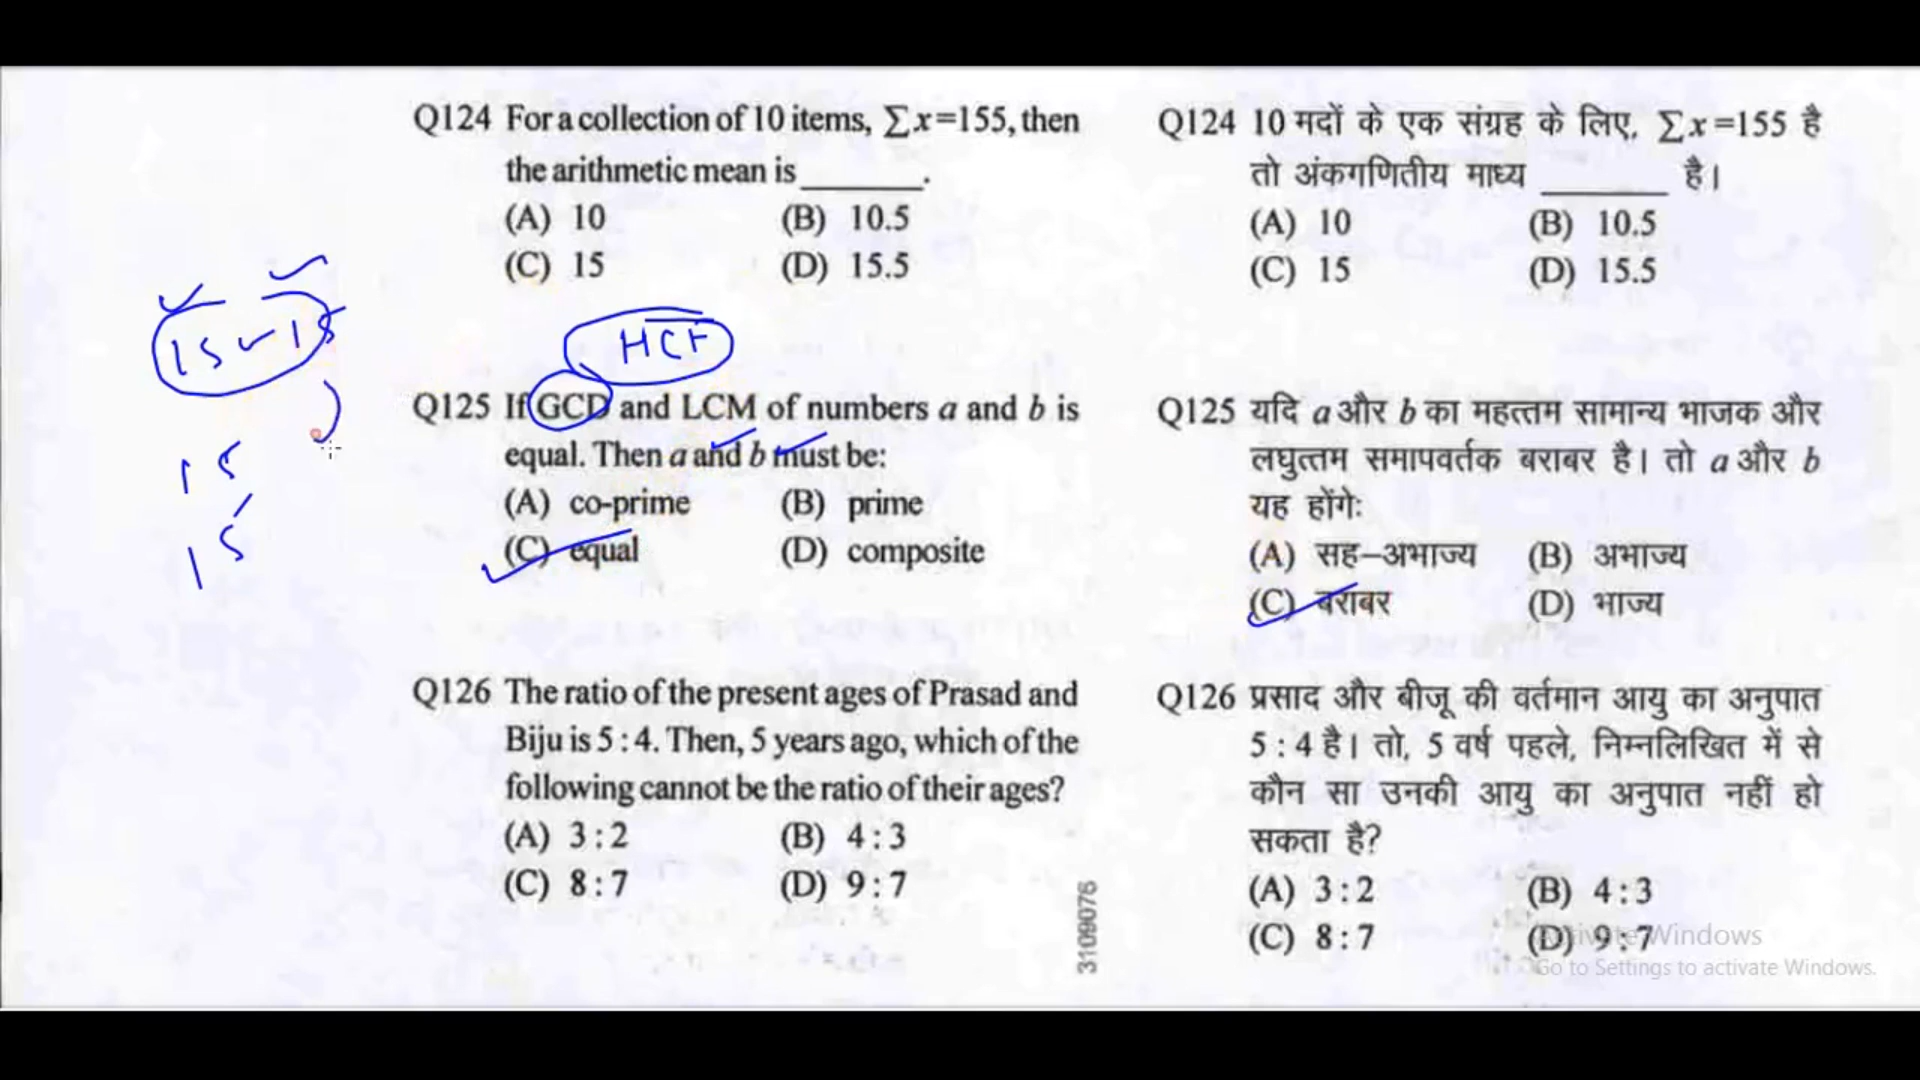 Q124 For a collection of 10 items, ∑x=155, then
the arithmetic mean is ______.
(A) 10 (B) 10.5
(C) 15 (D) 15.5
15 - 15
HCF
Q125 If GCD and LCM of numbers a and b is
equal. Then a and b must be:
(A) co-prime (B) prime
(C) equal (D) composite
15
15
Q126 The ratio of the present ages of Prasad and
Biju is 5 : 4. Then, 5 years ago, which of the
following cannot be the ratio of their ages?
(A) 3 : 2 (B) 4 : 3
(C) 8 : 7 (D) 9 : 7
3109076
Q124 10 मदों के एक संग्रह के लिए, ∑x=155 है
तो अंकगणितीय माध्य ______ है।
(A) 10 (B) 10.5
(C) 15 (D) 15.5
Q125 यदि a और b का महत्तम सामान्य भाजक और
लघुत्तम समापवर्तक बराबर है। तो a और b
यह होंगे:
(A) सह-अभाज्य (B) अभाज्य
(C) बराबर (D) भाज्य
Q126 प्रसाद और बीजू की वर्तमान आयु का अनुपात
5 : 4 है। तो, 5 वर्ष पहले, निम्नलिखित में से
कौन सा उनकी आयु का अनुपात नहीं हो
सकता है?
(A) 3 : 2 (B) 4 : 3
(C) 8 : 7 (D) 9 : 7
Activate Windows
Go to Settings to activate Windows.